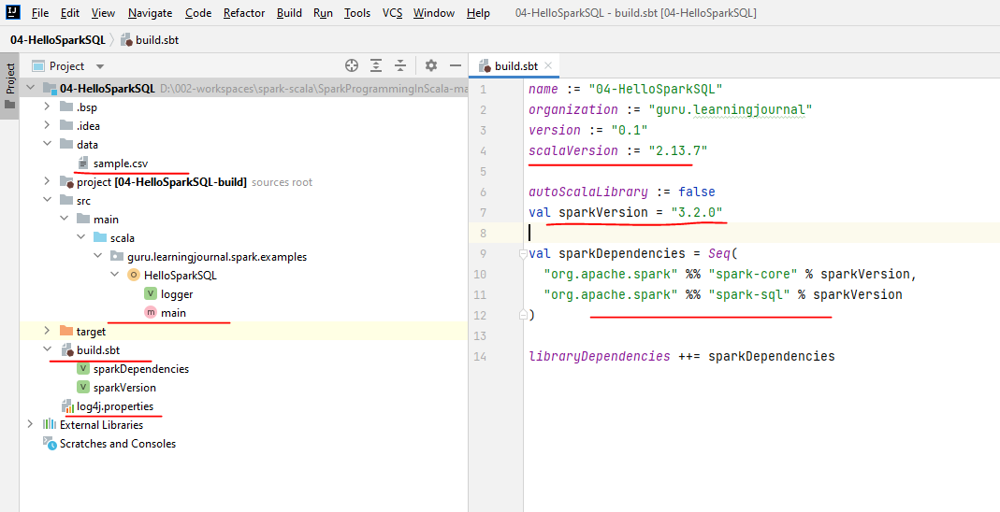 IJ File Edit View Navigate Code Refactor Build Run Tools VCS Window Help 04-HelloSparkSQL - build.sbt [04-HelloSparkSQL]
04-HelloSparkSQL build.sbt
Project
Project
04-HelloSparkSQL D:\002-workspaces\spark-scala\SparkProgrammingInScala-ma
.bsp
.idea
data
sample.csv
project [04-HelloSparkSQL-build] sources root
src
main
scala
guru.learningjournal.spark.examples
O HelloSparkSQL
V logger
m main
target
build.sbt
V sparkDependencies
V sparkVersion
log4j.properties
External Libraries
Scratches and Consoles
build.sbt
1 name := "04-HelloSparkSQL"
2 organization := "guru.learningjournal"
3 version := "0.1"
4 scalaVersion := "2.13.7"
5
6 autoScalaLibrary := false
7 val sparkVersion = "3.2.0"
8
9 val sparkDependencies = Seq(
10 "org.apache.spark" %% "spark-core" % sparkVersion,
11 "org.apache.spark" %% "spark-sql" % sparkVersion
12 )
13
14 libraryDependencies ++= sparkDependencies